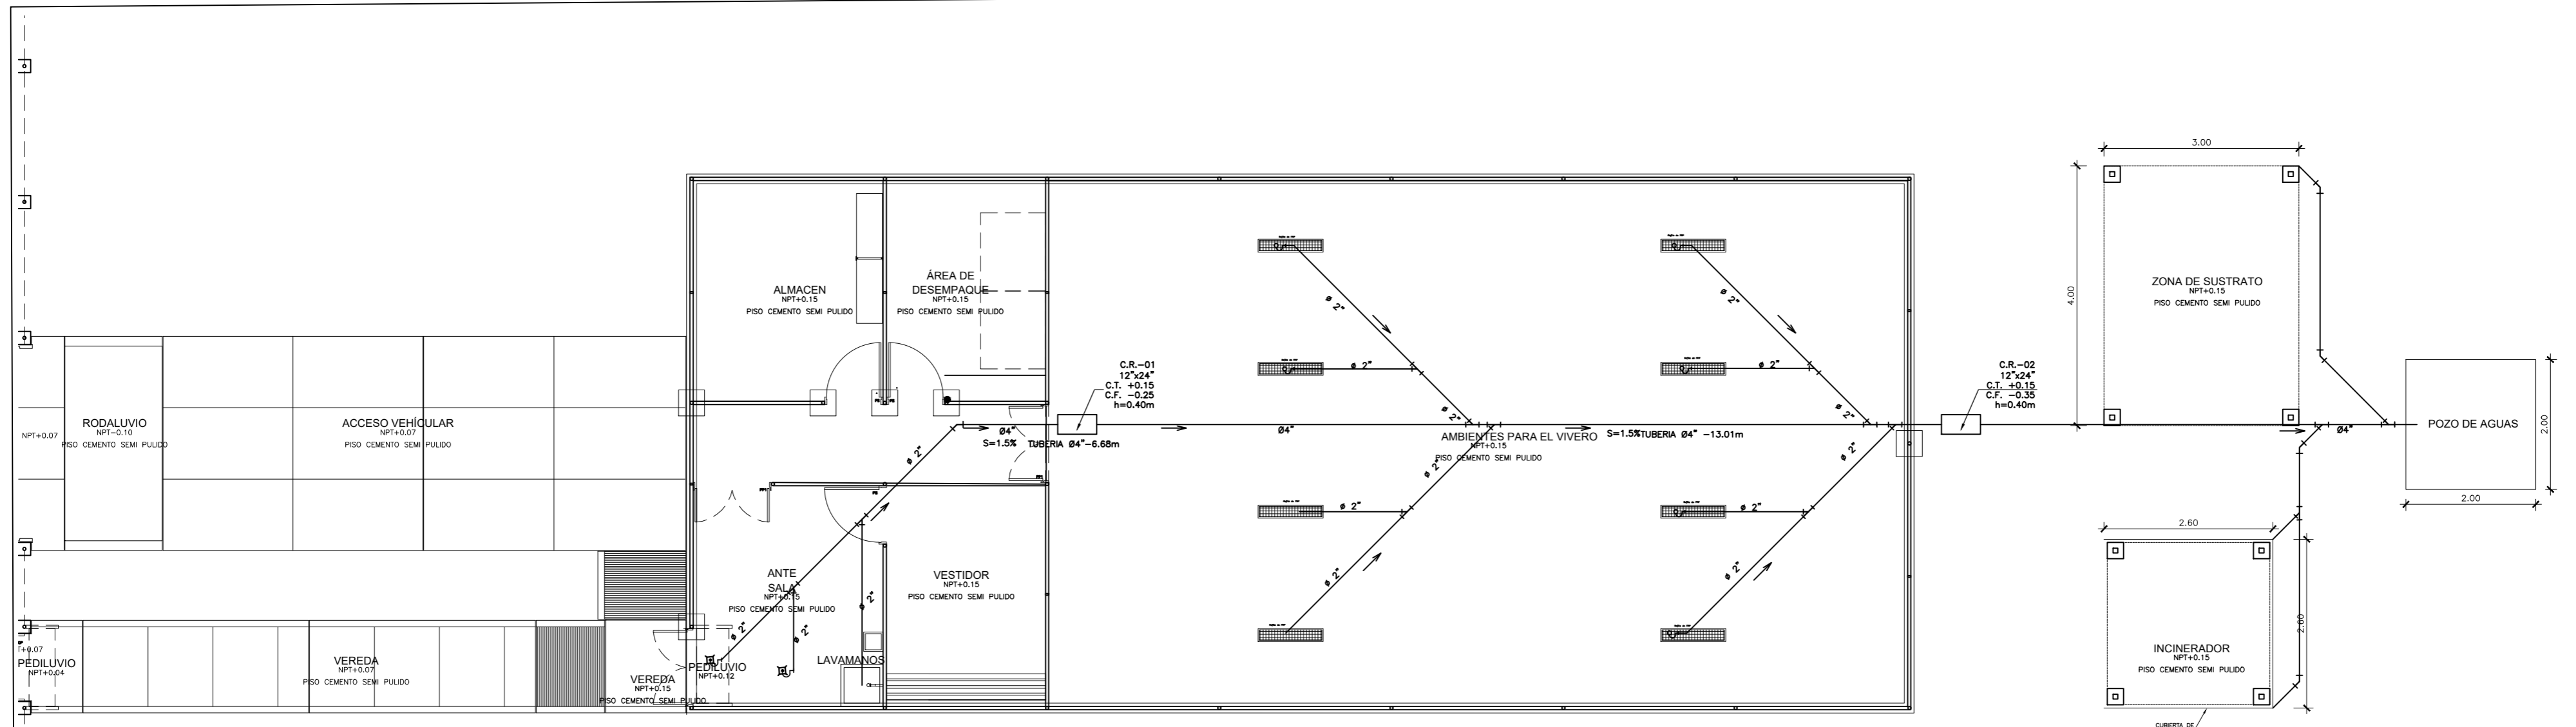 3.00
4.00
ZONA DE SUSTRATO
NPT+0.15
PISO CEMENTO SEMI PULIDO
ALMACEN
NPT+0.15
PISO CEMENTO SEMI PULIDO
ÁREA DE
DESEMPAQUE
NPT+0.15
PISO CEMENTO SEMI PULIDO
ø 2"
ø 2"
ø 2"
ø 2"
ø 2"
ø 2"
C.R.-01
12"x24"
C.T. +0.15
C.F. -0.25
h=0.40m
C.R.-02
12"x24"
C.T. +0.15
C.F. -0.35
h=0.40m
NPT+0.07
RODALUVIO
NPT-0.10
PISO CEMENTO SEMI PULIDO
ACCESO VEHÍCULAR
NPT+0.07
PISO CEMENTO SEMI PULIDO
Ø4"
S=1.5% TUBERIA Ø4"-6.68m
Ø4"
AMBIENTES PARA EL VIVERO
NPT+0.15
PISO CEMENTO SEMI PULIDO
S=1.5%TUBERIA Ø4" -13.01m
Ø4"
POZO DE AGUAS
2.00
2.00
ø 2"
ø 2"
ø 2"
ø 2"
ø 2"
ø 2"
ø 2"
ANTE
SALA
NPT+0.15
PISO CEMENTO SEMI PULIDO
ø 2"
ø 2"
ø 2"
VESTIDOR
NPT+0.15
PISO CEMENTO SEMI PULIDO
2.60
2.60
INCINERADOR
NPT+0.15
PISO CEMENTO SEMI PULIDO
T+0.07
PEDILUVIO
NPT+0.04
VEREDA
NPT+0.07
PISO CEMENTO SEMI PULIDO
VEREDA
NPT+0.15
PISO CEMENTO SEMI PULIDO
PEDILUVIO
NPT+0.12
LAVAMANOS
CUBIERTA DE